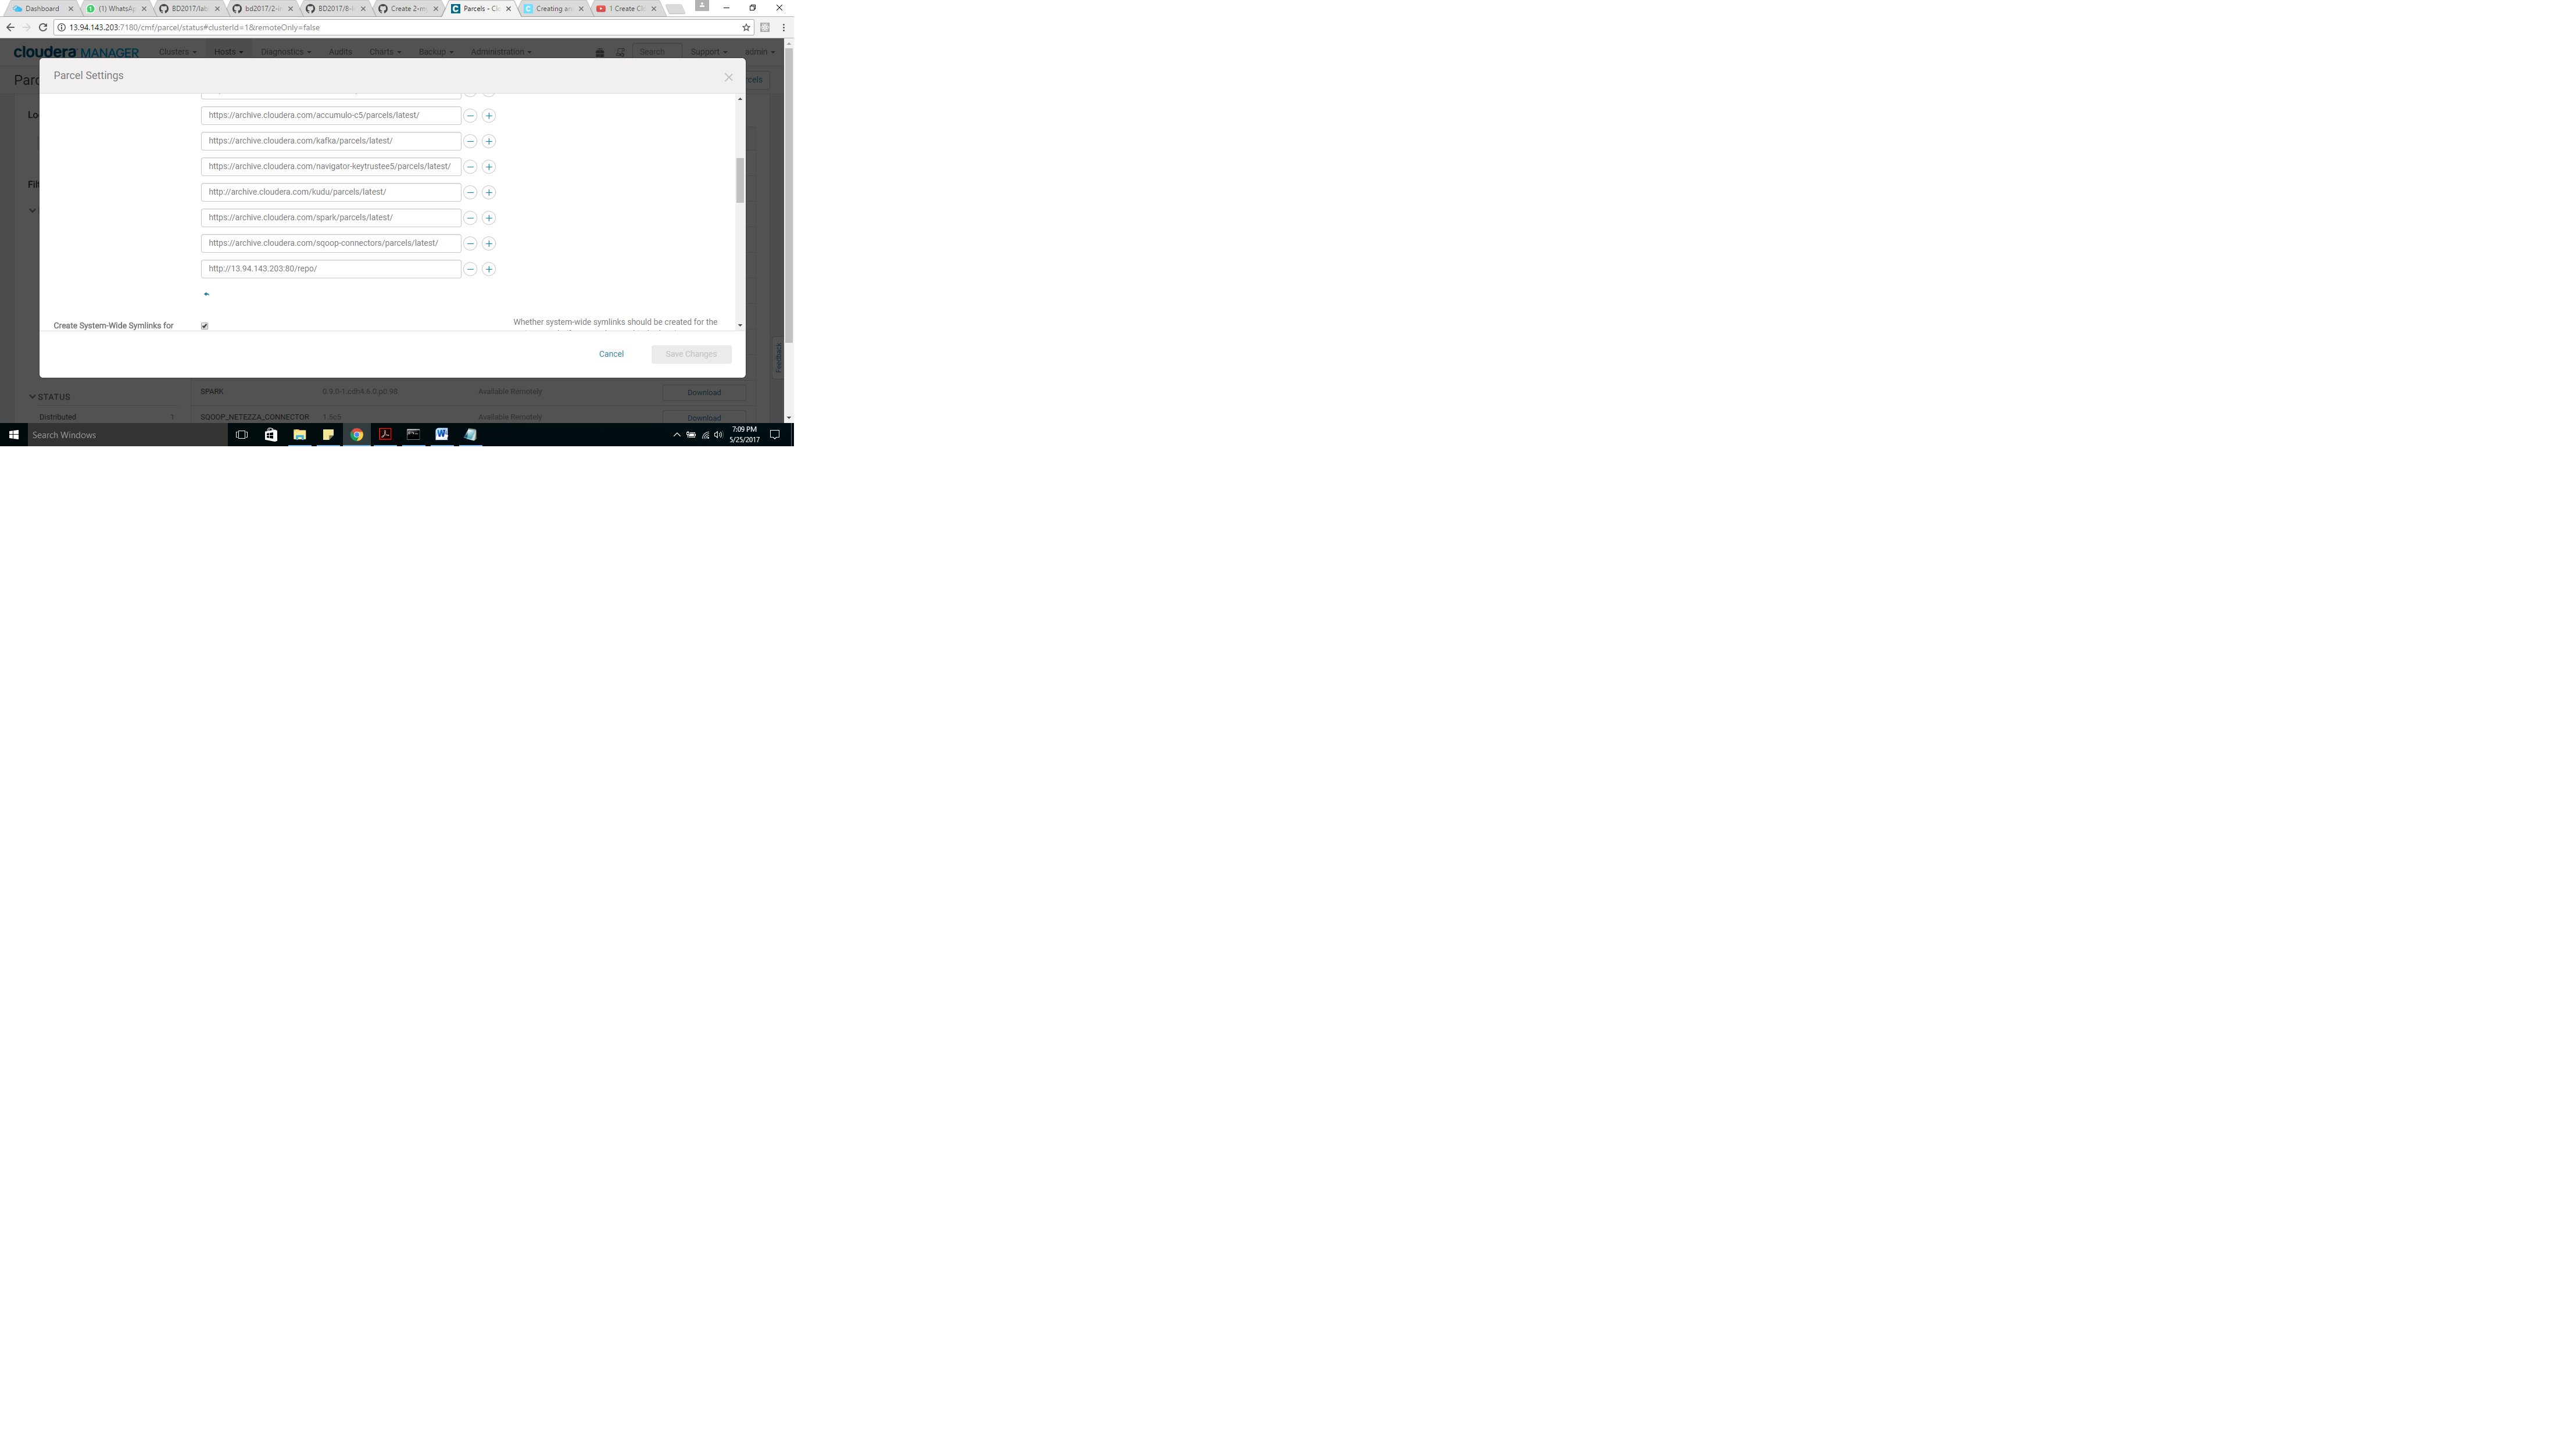 Dashboard
(1) WhatsAp
BD2017/lab
bd2017/2-
BD2017/8-
Create 2-my
Parcels - Clo
Creating an
1 Create Clo
13.94.143.203:7180/cmf/parcel/status#clusterId=1&remoteOnly=false
cloudera MANAGER Clusters Hosts Diagnostics Audits Charts Backup Administration Search Support admin
Parcel Settings
https://archive.cloudera.com/accumulo-c5/parcels/latest/
https://archive.cloudera.com/kafka/parcels/latest/
https://archive.cloudera.com/navigator-keytrustee5/parcels/latest/
http://archive.cloudera.com/kudu/parcels/latest/
https://archive.cloudera.com/spark/parcels/latest/
https://archive.cloudera.com/sqoop-connectors/parcels/latest/
http://13.94.143.203:80/repo/
Create System-Wide Symlinks for
Whether system-wide symlinks should be created for the
Cancel Save Changes
Feedback
SPARK 0.9.0-1.cdh4.6.0.p0.98 Available Remotely Download
STATUS
Distributed 1
SQOOP_NETEZZA_CONNECTOR 1.5c5 Available Remotely Download
Search Windows
7:09 PM
5/25/2017